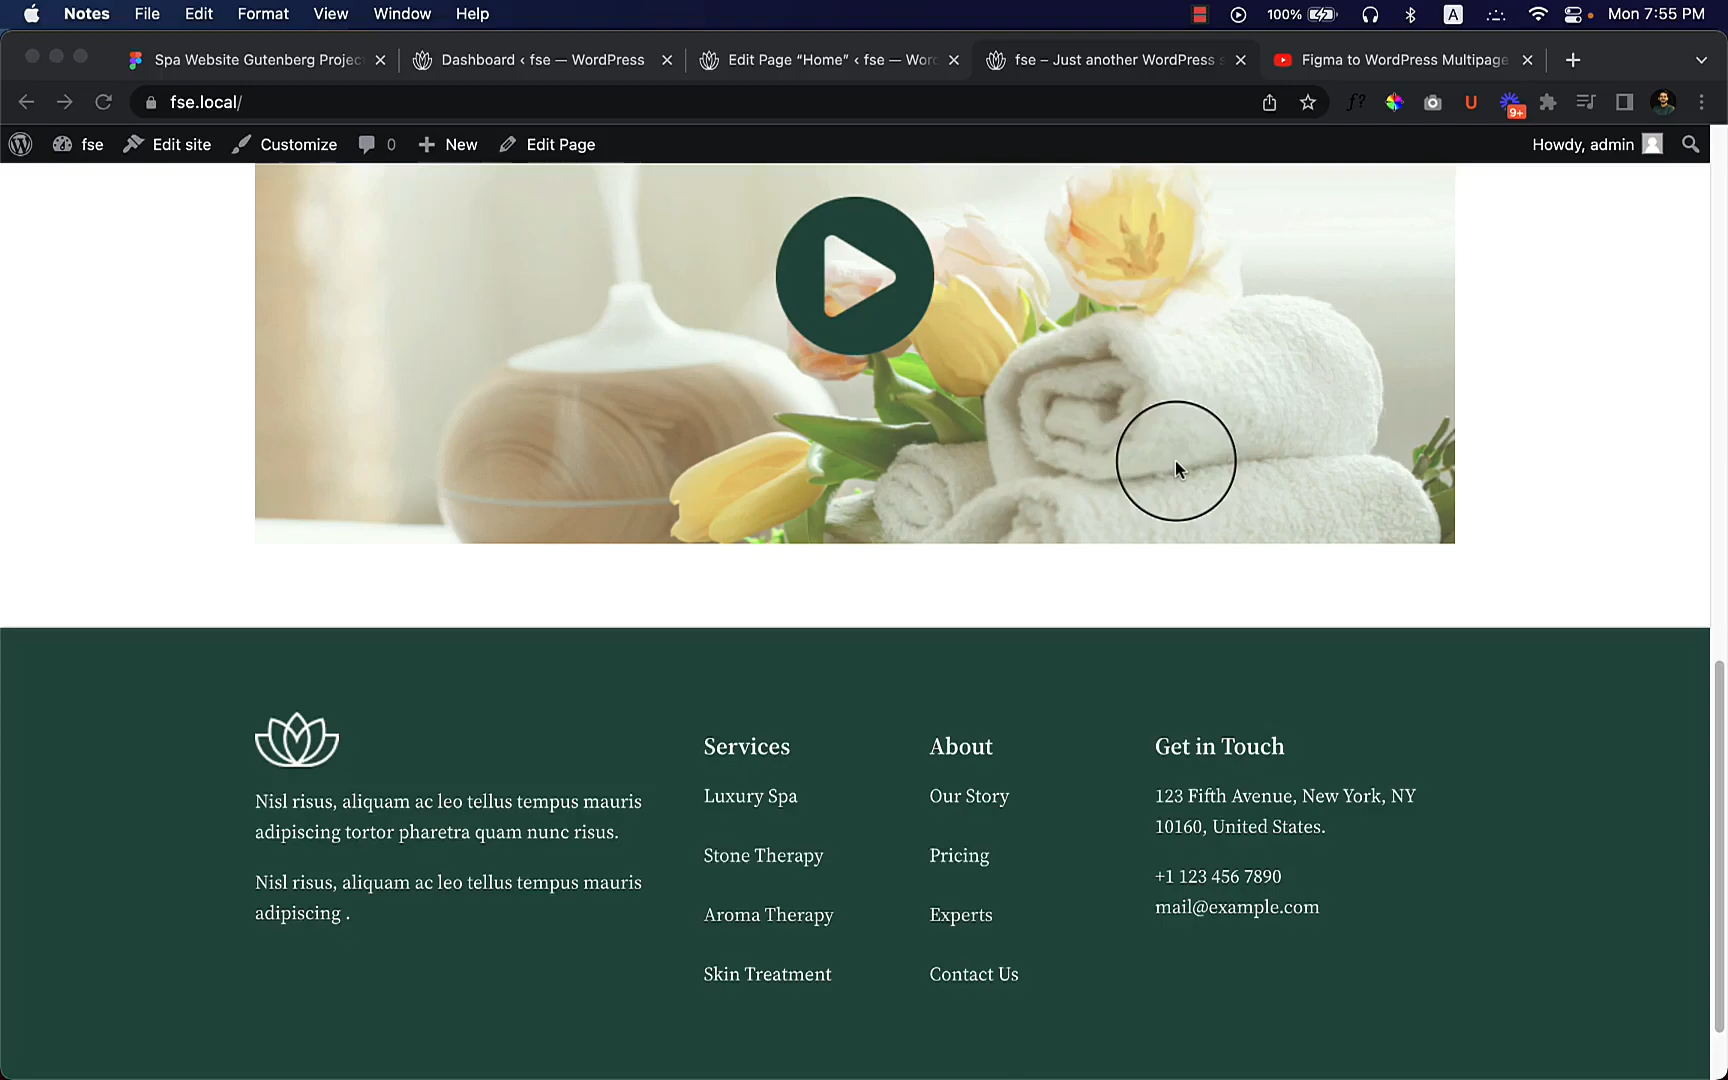 Notes File Edit Format View Window Help 100% A Mon 7:55 PM
Spa Website Gutenberg Projec Dashboard ‹ fse — WordPress Edit Page “Home” ‹ fse — Wor fse – Just another WordPress s Figma to WordPress Multipage
fse.local/ f? U 9+
fse Edit site Customize 0 New Edit Page Howdy, admin
Services
Luxury Spa
Stone Therapy
Aroma Therapy
Skin Treatment
About
Our Story
Pricing
Experts
Contact Us
Get in Touch
123 Fifth Avenue, New York, NY
10160, United States.
+1 123 456 7890
mail@example.com
Nisl risus, aliquam ac leo tellus tempus mauris
adipiscing tortor pharetra quam nunc risus.
Nisl risus, aliquam ac leo tellus tempus mauris
adipiscing .